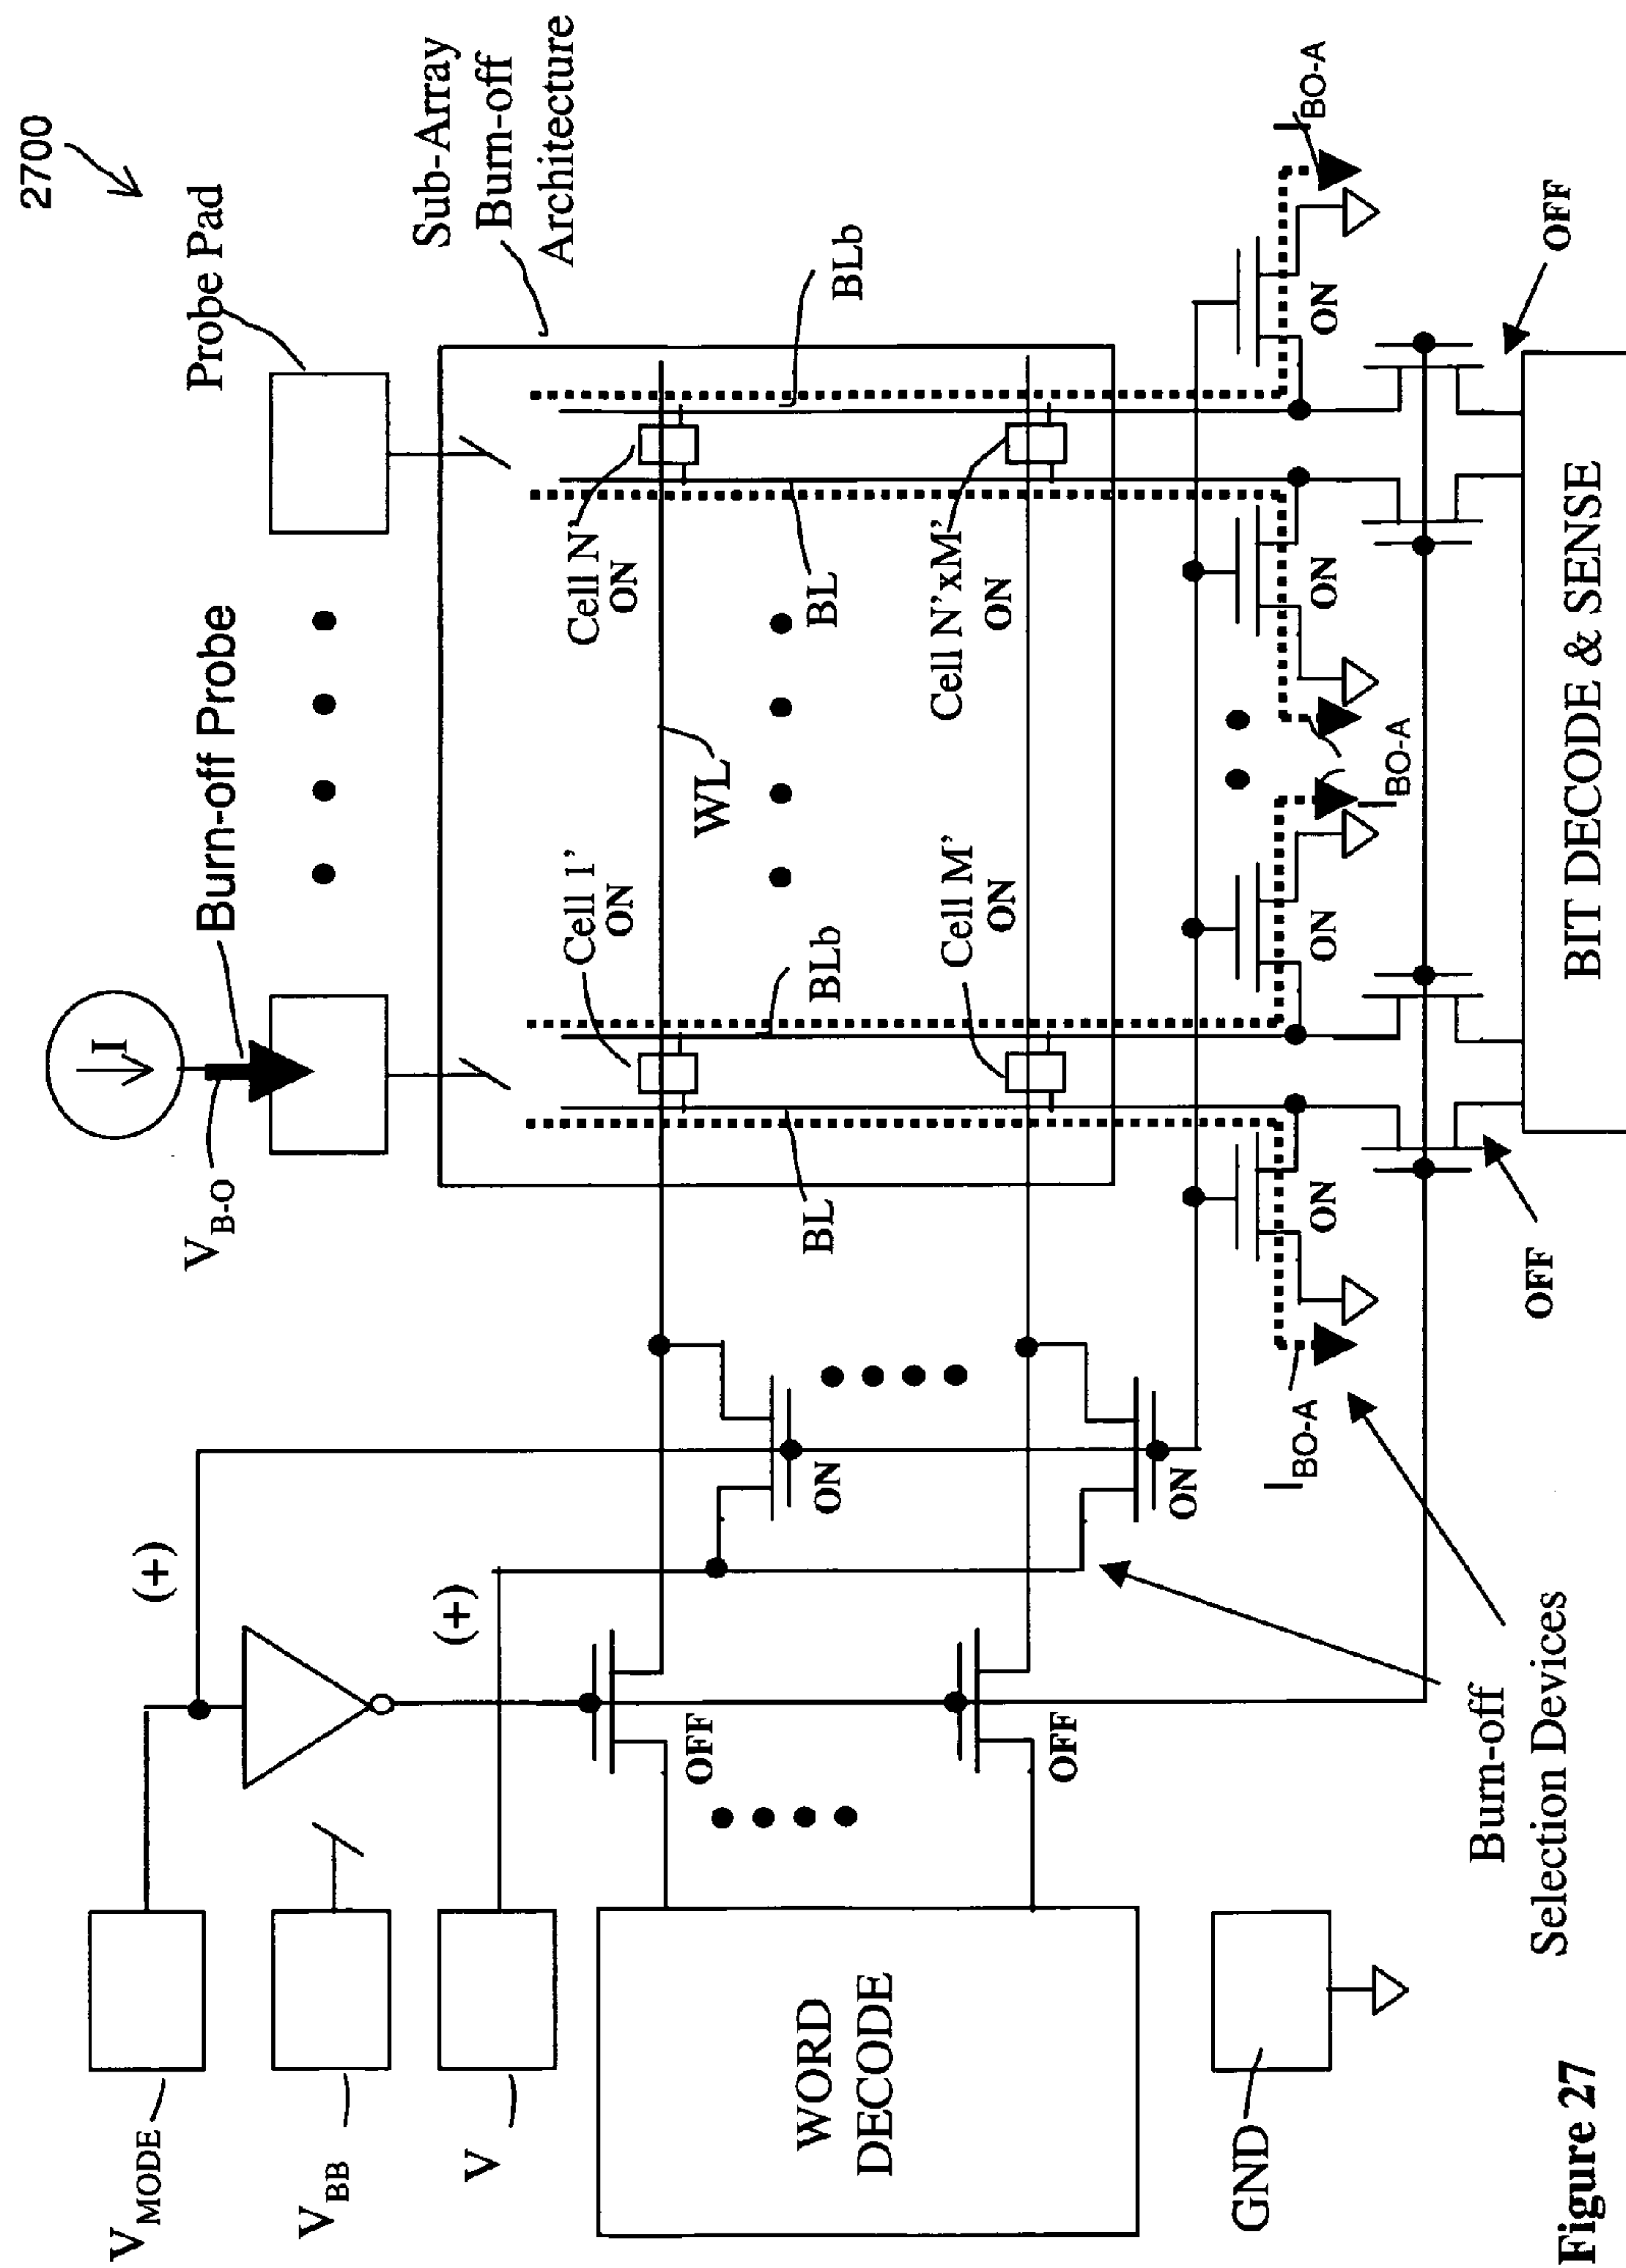 2700
Probe Pad
Burn-off Probe
I
V B-O
Sub-Array
Burn-off
Architecture
(+)
V MODE
V BB
(+)
V
Cell 1'
ON
Cell N'
ON
WL
BL
BLb
BL
BLb
Cell M'
ON
Cell N'xM'
ON
OFF
ON
OFF
ON
WORD
DECODE
ON
ON
ON
ON
I BO-A
I BO-A
I BO-A
GND
Burn-off
Selection Devices
OFF
OFF
BIT DECODE & SENSE
Figure 27